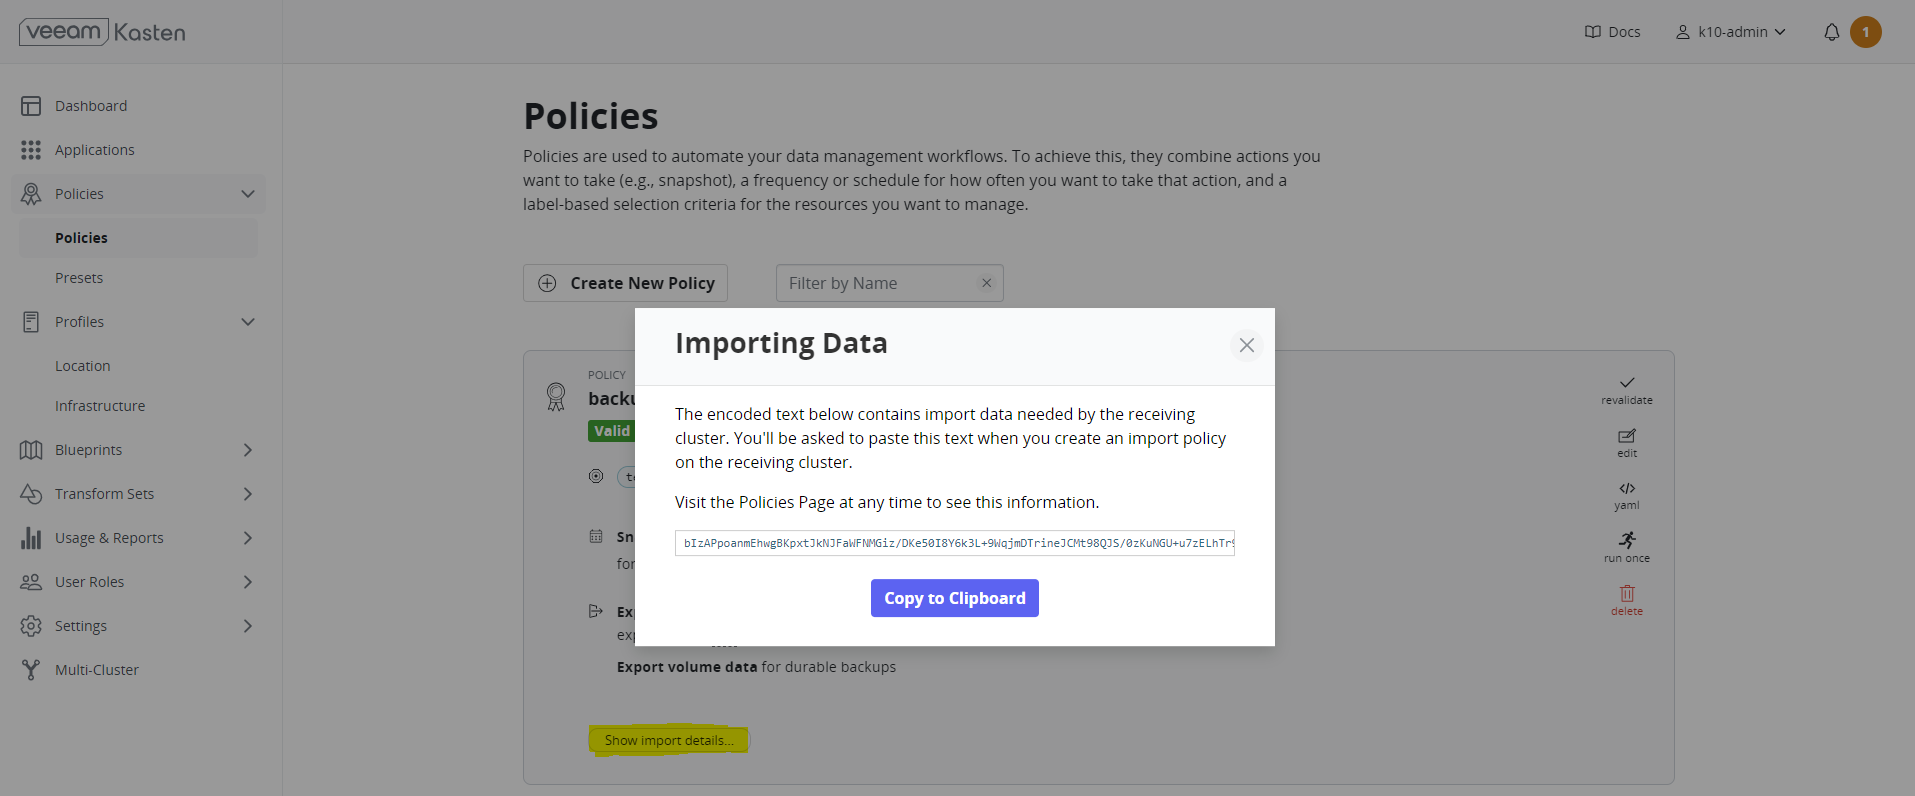 veeam Kasten
Docs
k10-admin
1
Dashboard
Applications
Policies
Policies
Presets
Profiles
Location
Infrastructure
Blueprints
Transform Sets
Usage & Reports
User Roles
Settings
Multi-Cluster
Policies
Policies are used to automate your data management workflows. To achieve this, they combine actions you
want to take (e.g., snapshot), a frequency or schedule for how often you want to take that action, and a
label-based selection criteria for the resources you want to manage.
Create New Policy
Filter by Name
POLICY
Valid
Importing Data
The encoded text below contains import data needed by the receiving
cluster. You'll be asked to paste this text when you create an import policy
on the receiving cluster.
Visit the Policies Page at any time to see this information.
bIzAPpoanmEhwgBKpxtJkNJFaWFNMGiz/DKe50I8Y6k3L+9WqjmDTrineJCMt98QJS/0zKuNGU+u7zELhTr9
Copy to Clipboard
Export volume data for durable backups
Show import details...
revalidate
edit
yaml
run once
delete